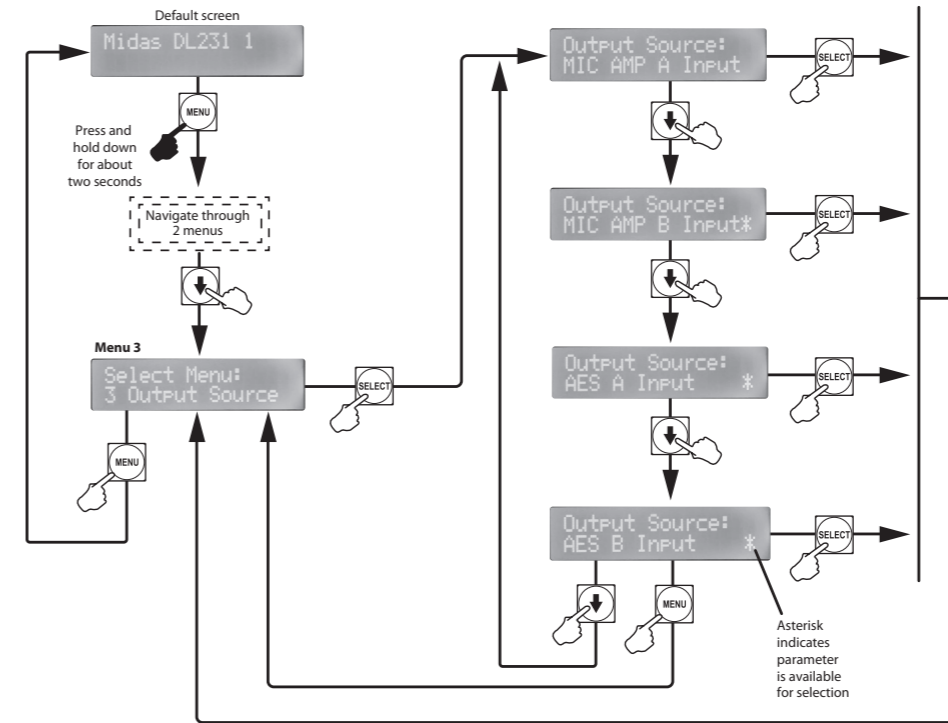 Default screen
Midas DL231 1
MENU
Press and
hold down
for about
two seconds
Navigate through
2 menus
Menu 3
Select Menu:
3 Output Source
SELECT
MENU
Output Source:
MIC AMP A Input
SELECT
Output Source:
MIC AMP B Input*
SELECT
Output Source:
AES A Input *
SELECT
Output Source:
AES B Input *
SELECT
MENU
Asterisk
indicates
parameter
is available
for selection